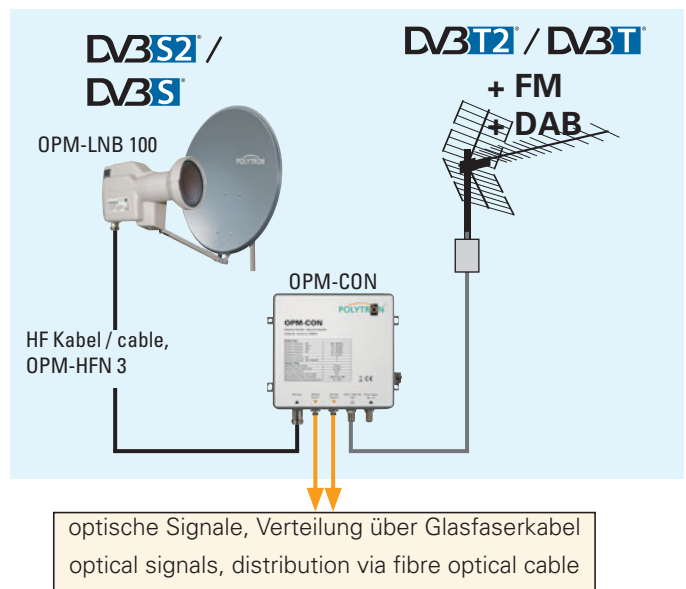 DVB S2 /
DVB S
DVB T2 / DVB T
+ FM
+ DAB
OPM-LNB 100
POLYTRON
OPM-CON
POLYTRON
OPM-CON
CE
HF Kabel / cable,
OPM-HFN 3
optische Signale, Verteilung über Glasfaserkabel
optical signals, distribution via fibre optical cable